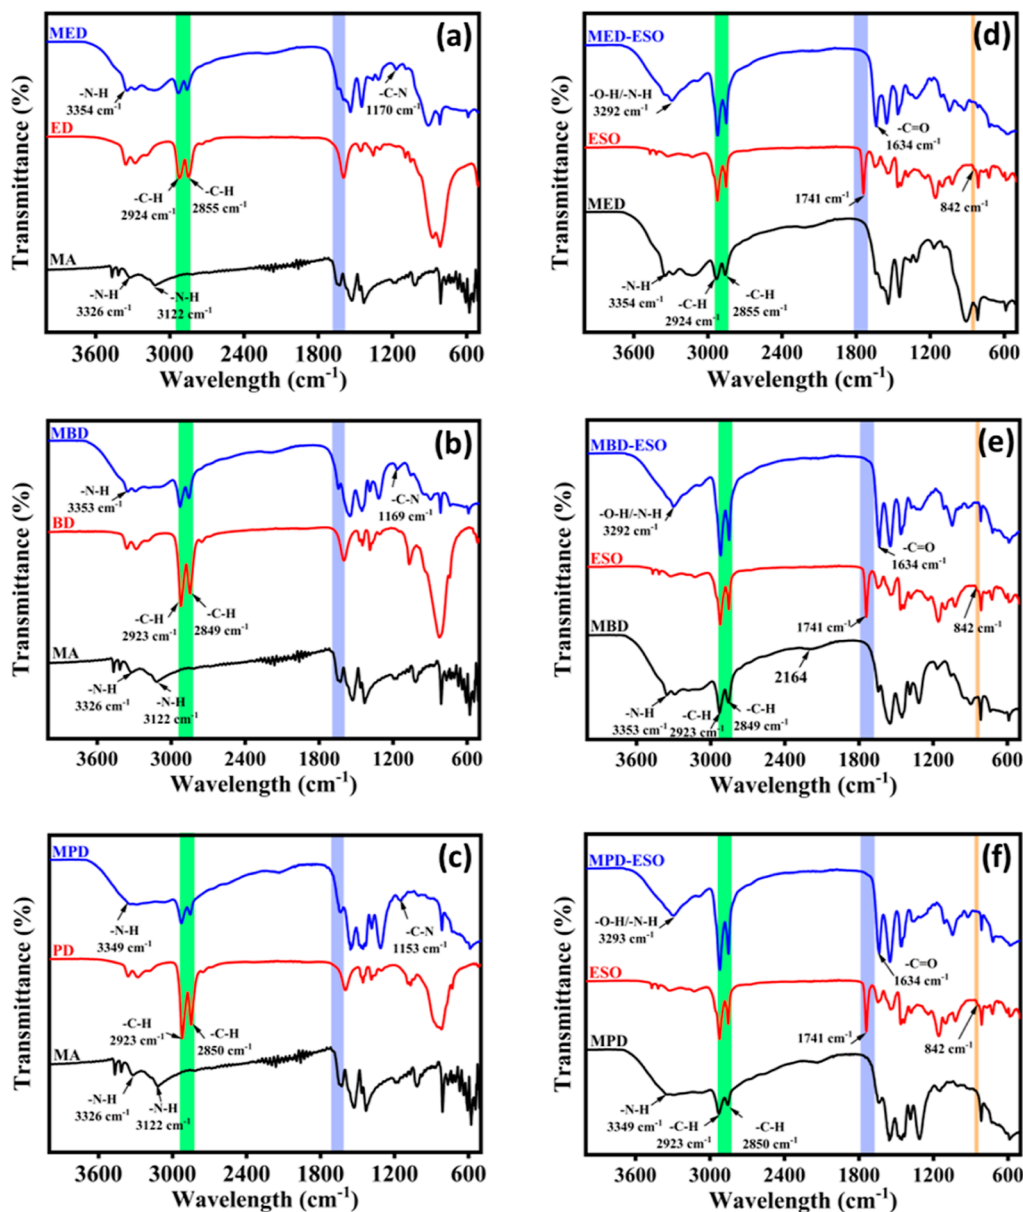 (a)
MED
-N-H
3354 cm⁻¹
-C-N
1170 cm⁻¹
ED
-C-H
2924 cm⁻¹
-C-H
2855 cm⁻¹
MA
-N-H
3326 cm⁻¹
-N-H
3122 cm⁻¹
Transmittance (%)
3600 3000 2400 1800 1200 600
Wavelength (cm⁻¹)
(d)
MED-ESO
-O-H/-N-H
3292 cm⁻¹
-C=O
1634 cm⁻¹
ESO
1741 cm⁻¹
842 cm⁻¹
MED
-N-H
3354 cm⁻¹
-C-H
2924 cm⁻¹
-C-H
2855 cm⁻¹
Transmittance (%)
3600 3000 2400 1800 1200 600
Wavelength (cm⁻¹)
(b)
MBD
-N-H
3353 cm⁻¹
-C-N
1169 cm⁻¹
BD
-C-H
2923 cm⁻¹
-C-H
2849 cm⁻¹
MA
-N-H
3326 cm⁻¹
-N-H
3122 cm⁻¹
Transmittance (%)
3600 3000 2400 1800 1200 600
Wavelength (cm⁻¹)
(e)
MBD-ESO
-O-H/-N-H
3292 cm⁻¹
-C=O
1634 cm⁻¹
ESO
1741 cm⁻¹
842 cm⁻¹
MBD
2164
-N-H
3353 cm⁻¹
-C-H
2923 cm⁻¹
-C-H
2849 cm⁻¹
Transmittance (%)
3600 3000 2400 1800 1200 600
Wavelength (cm⁻¹)
(c)
MPD
-N-H
3349 cm⁻¹
-C-N
1153 cm⁻¹
PD
-C-H
2923 cm⁻¹
-C-H
2850 cm⁻¹
MA
-N-H
3326 cm⁻¹
-N-H
3122 cm⁻¹
Transmittance (%)
3600 3000 2400 1800 1200 600
Wavelength (cm⁻¹)
(f)
MPD-ESO
-O-H/-N-H
3293 cm⁻¹
-C=O
1634 cm⁻¹
ESO
1741 cm⁻¹
842 cm⁻¹
MPD
-N-H
3349 cm⁻¹
-C-H
2923 cm⁻¹
-C-H
2850 cm⁻¹
Transmittance (%)
3600 3000 2400 1800 1200 600
Wavelength (cm⁻¹)